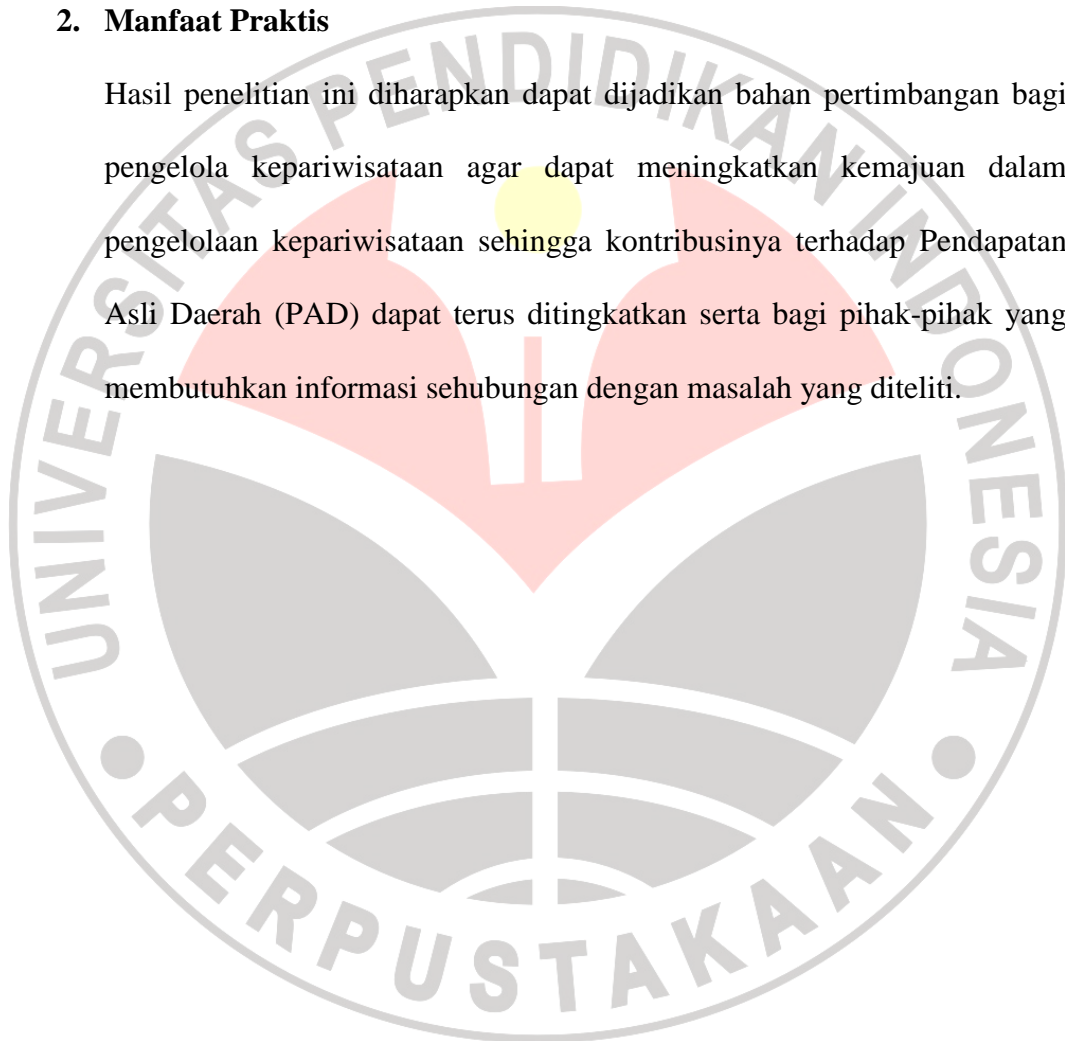 2. Manfaat Praktis
Hasil penelitian ini diharapkan dapat dijadikan bahan pertimbangan bagi
pengelola kepariwisataan agar dapat meningkatkan kemajuan dalam
pengelolaan kepariwisataan sehingga kontribusinya terhadap Pendapatan
Asli Daerah (PAD) dapat terus ditingkatkan serta bagi pihak-pihak yang
membutuhkan informasi sehubungan dengan masalah yang diteliti.
UNIVERSITAS PENDIDIKAN INDONESIA
PERPUSTAKAAN